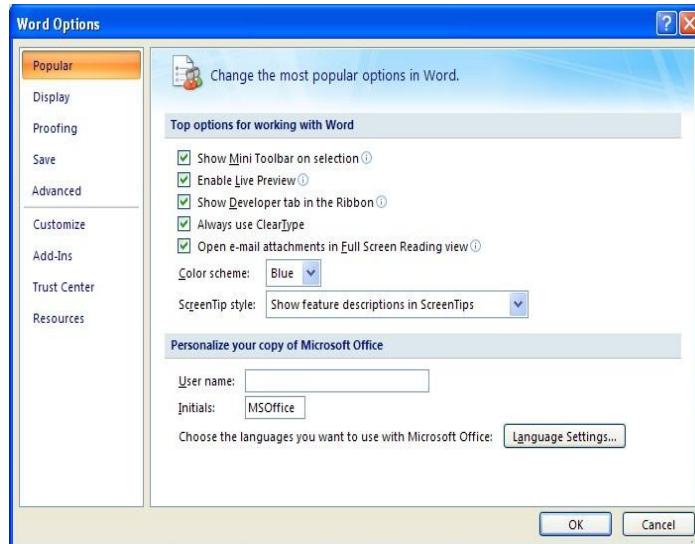 Word Options
Popular
Display
Proofing
Save
Advanced
Customize
Add-Ins
Trust Center
Resources
Change the most popular options in Word.
Top options for working with Word
Show Mini Toolbar on selection
Enable Live Preview
Show Developer tab in the Ribbon
Always use ClearType
Open e-mail attachments in Full Screen Reading view
Color scheme: Blue
ScreenTip style: Show feature descriptions in ScreenTips
Personalize your copy of Microsoft Office
User name:
Initials: MSOffice
Choose the languages you want to use with Microsoft Office: Language Settings...
OK Cancel